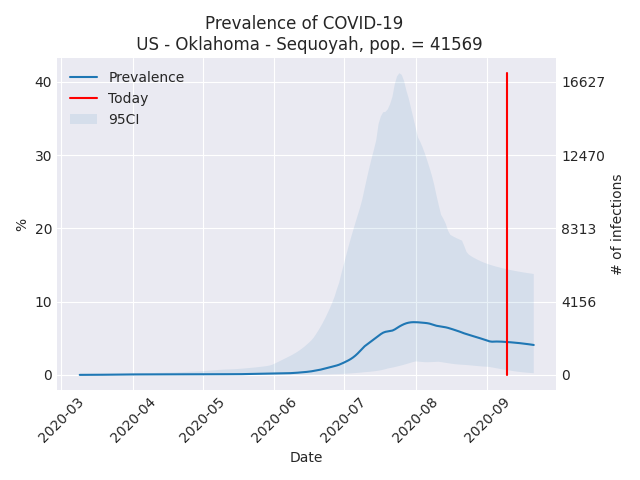 Prevalence of COVID-19
US - Oklahoma - Sequoyah, pop. = 41569
Prevalence
Today
95CI
40
30
20
10
0
%
16627
12470
8313
4156
0
# of infections
2020-03
2020-04
2020-05
2020-06
2020-07
2020-08
2020-09
Date